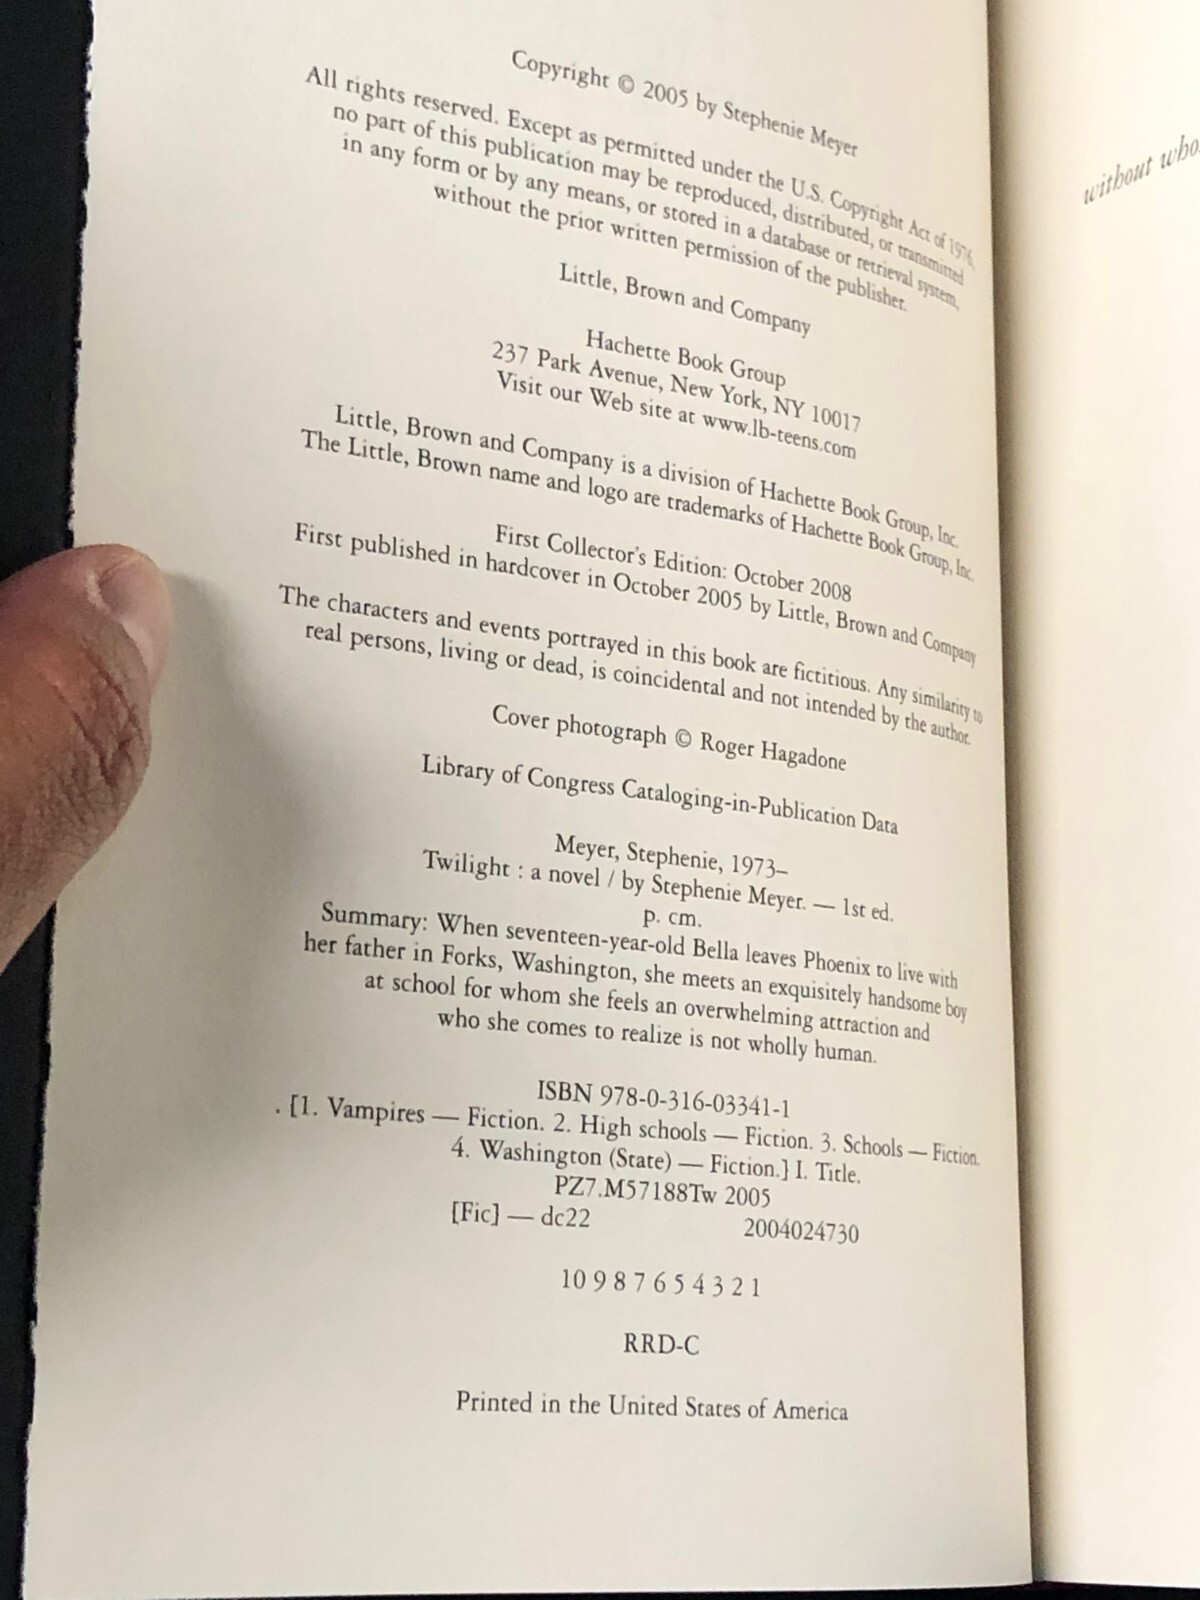 Copyright © 2005 by Stephenie Meyer
All rights reserved. Except as permitted under the U.S. Copyright Act of 1976,
no part of this publication may be reproduced, distributed, or transmitted
in any form or by any means, or stored in a database or retrieval system,
without the prior written permission of the publisher.
Little, Brown and Company
Hachette Book Group
237 Park Avenue, New York, NY 10017
Visit our Web site at www.lb-teens.com
Little, Brown and Company is a division of Hachette Book Group, Inc.
The Little, Brown name and logo are trademarks of Hachette Book Group, Inc.
First Collector's Edition: October 2008
First published in hardcover in October 2005 by Little, Brown and Company
The characters and events portrayed in this book are fictitious. Any similarity to
real persons, living or dead, is coincidental and not intended by the author.
Cover photograph © Roger Hagadone
Library of Congress Cataloging-in-Publication Data
Meyer, Stephenie, 1973–
Twilight : a novel / by Stephenie Meyer. — 1st ed.
p. cm.
Summary: When seventeen-year-old Bella leaves Phoenix to live with
her father in Forks, Washington, she meets an exquisitely handsome boy
at school for whom she feels an overwhelming attraction and
who she comes to realize is not wholly human.
ISBN 978-0-316-03341-1
. [1. Vampires — Fiction. 2. High schools — Fiction. 3. Schools — Fiction.
4. Washington (State) — Fiction.] I. Title.
PZ7.M57188Tw 2005
[Fic] — dc22 2004024730
10 9 8 7 6 5 4 3 2 1
RRD-C
Printed in the United States of America
without